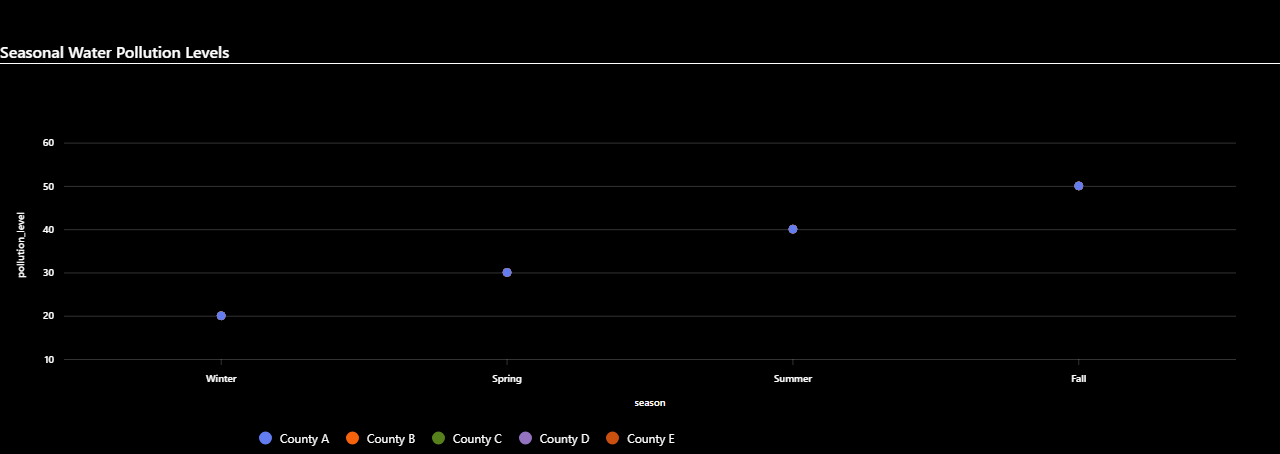 Seasonal Water Pollution Levels
60
50
40
30
20
10
pollution_level
Winter Spring Summer Fall
season
County A County B County C County D County E